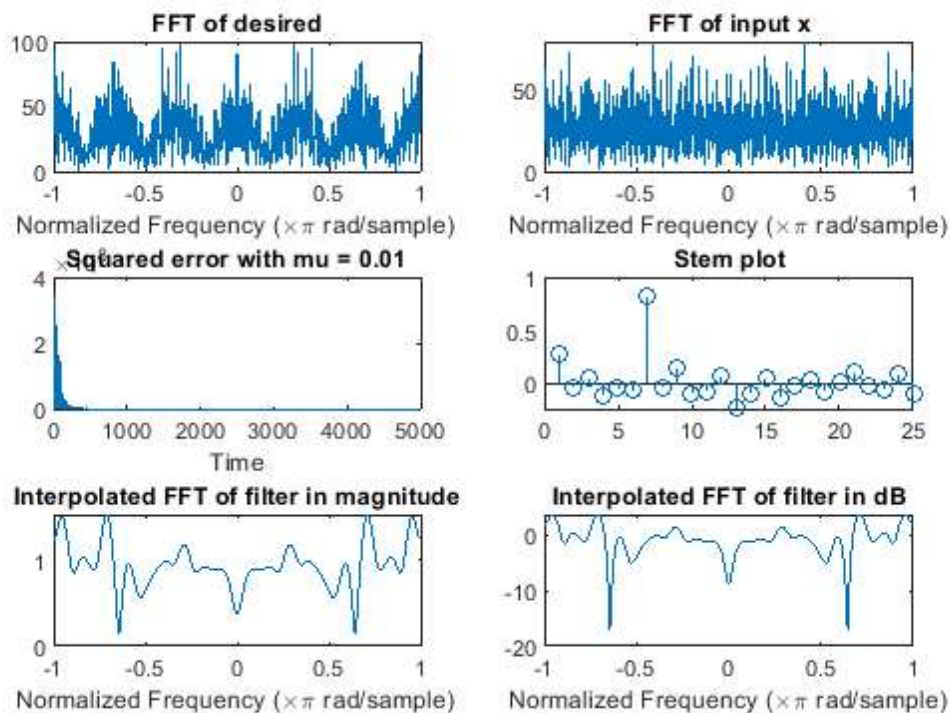 FFT of desired
100
50
0
-1 -0.5 0 0.5 1
Normalized Frequency (×π rad/sample)
FFT of input x
50
0
-1 -0.5 0 0.5 1
Normalized Frequency (×π rad/sample)
Squared error with mu = 0.01
4
2
0
0 1000 2000 3000 4000 5000
Time
Stem plot
1
0.5
0
0 5 10 15 20 25
Interpolated FFT of filter in magnitude
1
0
-1 -0.5 0 0.5 1
Normalized Frequency (×π rad/sample)
Interpolated FFT of filter in dB
0
-10
-20
-1 -0.5 0 0.5 1
Normalized Frequency (×π rad/sample)